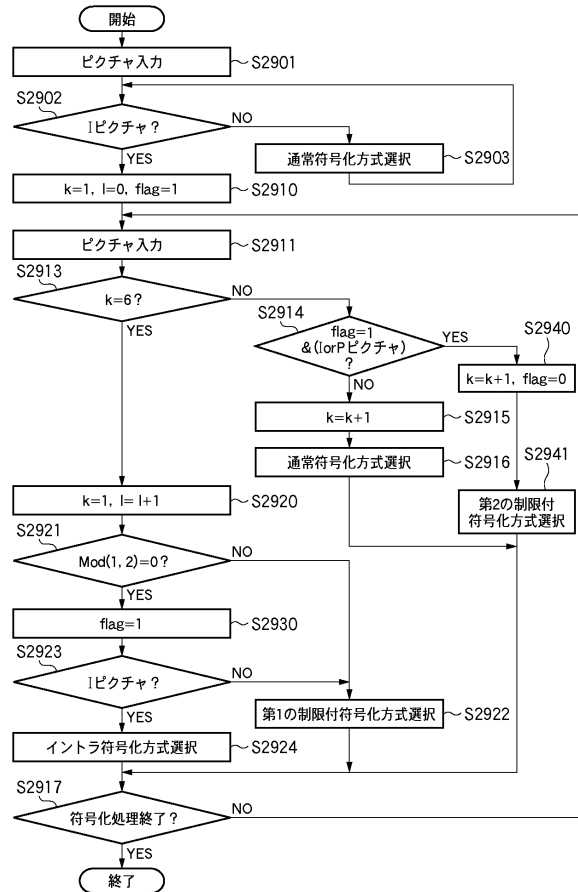 開始
ピクチャ入力
S2901
S2902
Iピクチャ?
NO
YES
通常符号化方式選択
S2903
k=1, l=0, flag=1
S2910
ピクチャ入力
S2911
S2913
k=6?
NO
YES
S2914
flag=1
&(IorPピクチャ)
?
YES
NO
S2940
k=k+1, flag=0
k=k+1
S2915
通常符号化方式選択
S2916
S2941
第2の制限付
符号化方式選択
k=1, l= l+1
S2920
S2921
Mod(1, 2)=0?
NO
YES
flag=1
S2930
S2923
Iピクチャ?
NO
YES
第1の制限付符号化方式選択
S2922
イントラ符号化方式選択
S2924
S2917
符号化処理終了?
NO
YES
終了